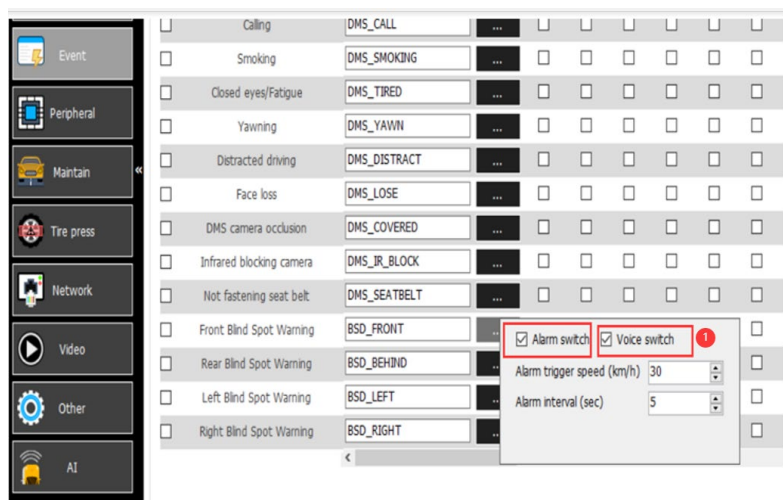 Calling DMS_CALL ...
Event Smoking DMS_SMOKING ...
Closed eyes/Fatigue DMS_TIRED ...
Peripheral Yawning DMS_YAWN ...
Maintain « Distracted driving DMS_DISTRACT ...
Face loss DMS_LOSE ...
Tire press DMS camera occlusion DMS_COVERED ...
Infrared blocking camera DMS_IR_BLOCK ...
Network Not fastening seat belt DMS_SEATBELT ...
Front Blind Spot Warning BSD_FRONT ..
Alarm switch Voice switch 1
Video Rear Blind Spot Warning BSD_BEHIND ..
Alarm trigger speed (km/h) 30
Other Left Blind Spot Warning BSD_LEFT ..
Alarm interval (sec) 5
Right Blind Spot Warning BSD_RIGHT ..
AI